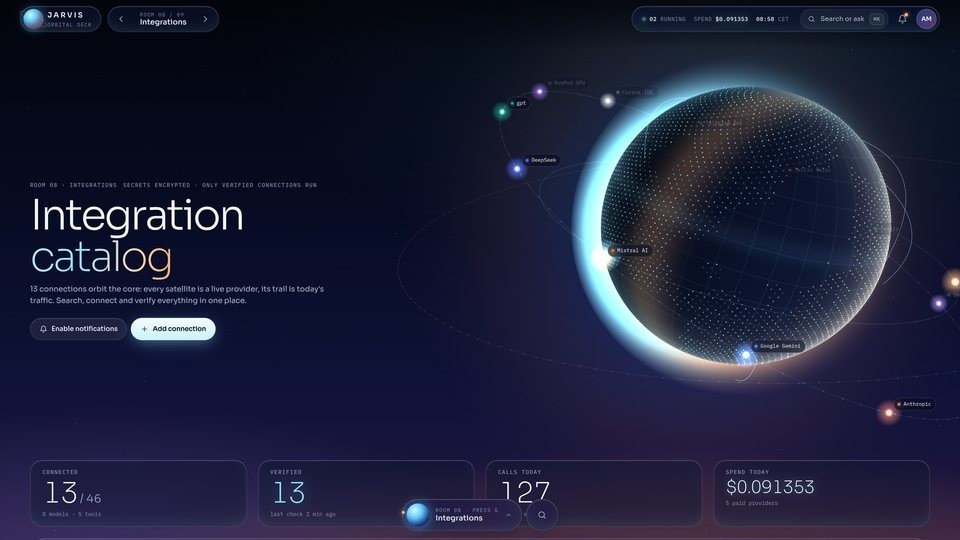 JARVIS
ORBITAL DECK
ROOM 08 / 09
Integrations
02 RUNNING SPEND $0.091353 08:58 CET
Search or ask ⌘K
AM
RunPod GPU
Cursor IDE
gpt
DeepSeek
Mistral AI
Google Gemini
Anthropic
ROOM 08 · INTEGRATIONS SECRETS ENCRYPTED · ONLY VERIFIED CONNECTIONS RUN
Integration
catalog
13 connections orbit the core: every satellite is a live provider, its trail is today's
traffic. Search, connect and verify everything in one place.
Enable notifications
Add connection
CONNECTED
13 / 46
8 models · 5 tools
VERIFIED
13
last check 2 min ago
CALLS TODAY
127
SPEND TODAY
$0.091353
5 paid providers
ROOM 08 · PRESS G
Integrations